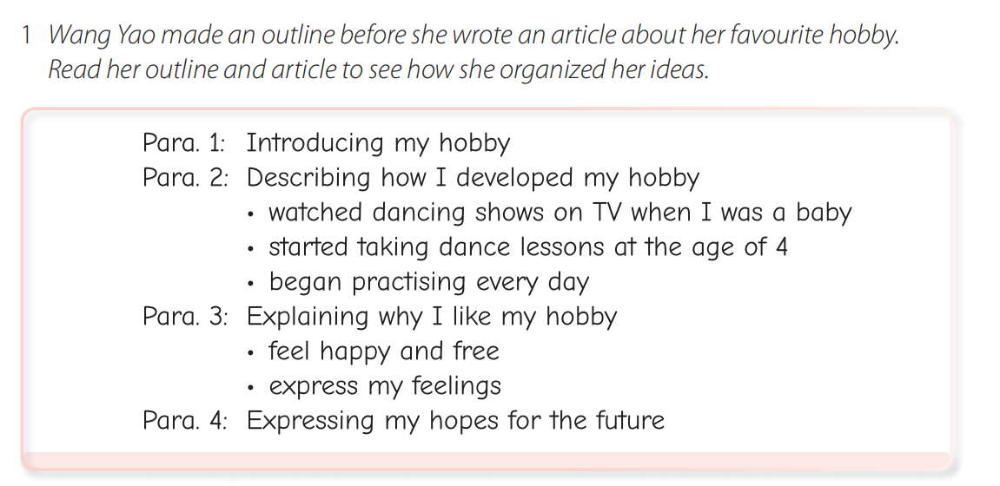 1 Wang Yao made an outline before she wrote an article about her favourite hobby.
Read her outline and article to see how she organized her ideas.
Para. 1: Introducing my hobby
Para. 2: Describing how I developed my hobby
• watched dancing shows on TV when I was a baby
• started taking dance lessons at the age of 4
• began practising every day
Para. 3: Explaining why I like my hobby
• feel happy and free
• express my feelings
Para. 4: Expressing my hopes for the future